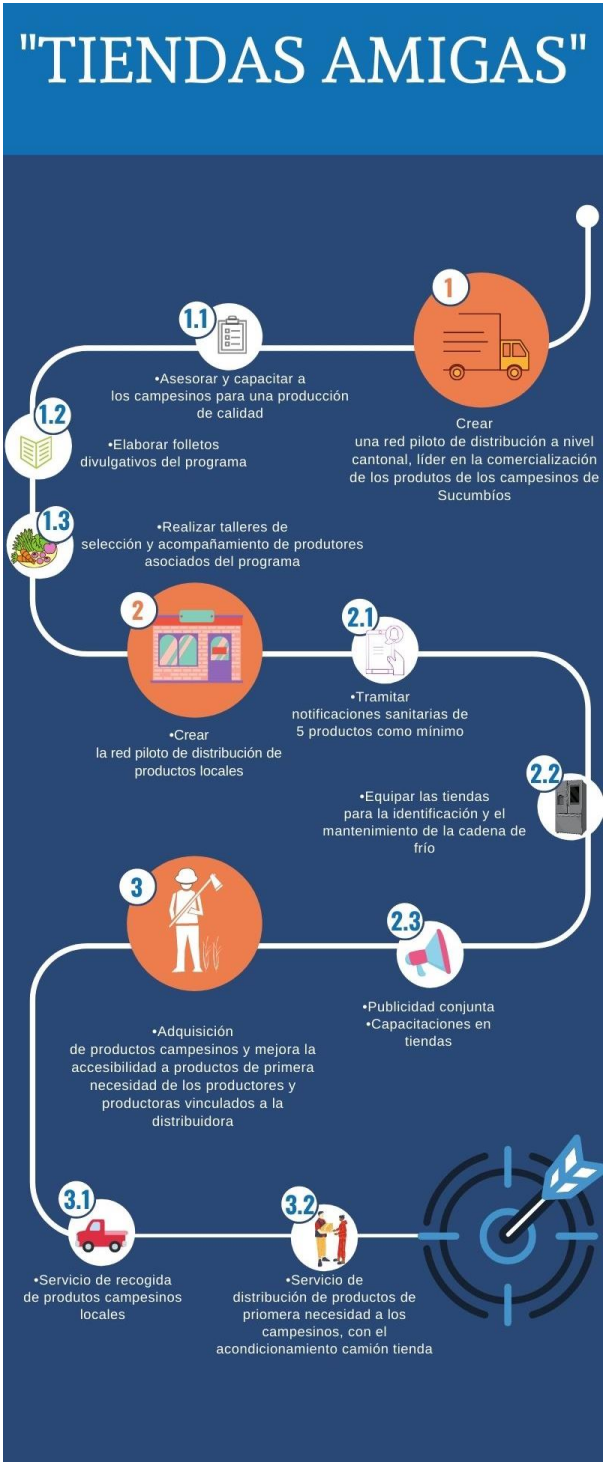 "TIENDAS AMIGAS"
1
Crear
una red piloto de distribución a nivel
cantonal, líder en la comercialización
de los produtos de los campesinos de
Sucumbíos
1.1
•Asesorar y capacitar a
los campesinos para una producción
de calidad
1.2
•Elaborar folletos
divulgativos del programa
1.3
•Realizar talleres de
selección y acompañamiento de produtores
asociados del programa
2
•Crear
la red piloto de distribución de
productos locales
2.1
•Tramitar
notificaciones sanitarias de
5 productos como mínimo
2.2
•Equipar las tiendas
para la identificación y el
mantenimiento de la cadena de
frío
2.3
•Publicidad conjunta
•Capacitaciones en
tiendas
3
•Adquisición
de productos campesinos y mejora la
accesibilidad a productos de primera
necesidad de los productores y
productoras vinculados a la
distribuidora
3.1
•Servicio de recogida
de produtos campesinos
locales
3.2
•Servicio de
distribución de productos de
priomera necesidad a los
campesinos, con el
acondicionamiento camión tienda